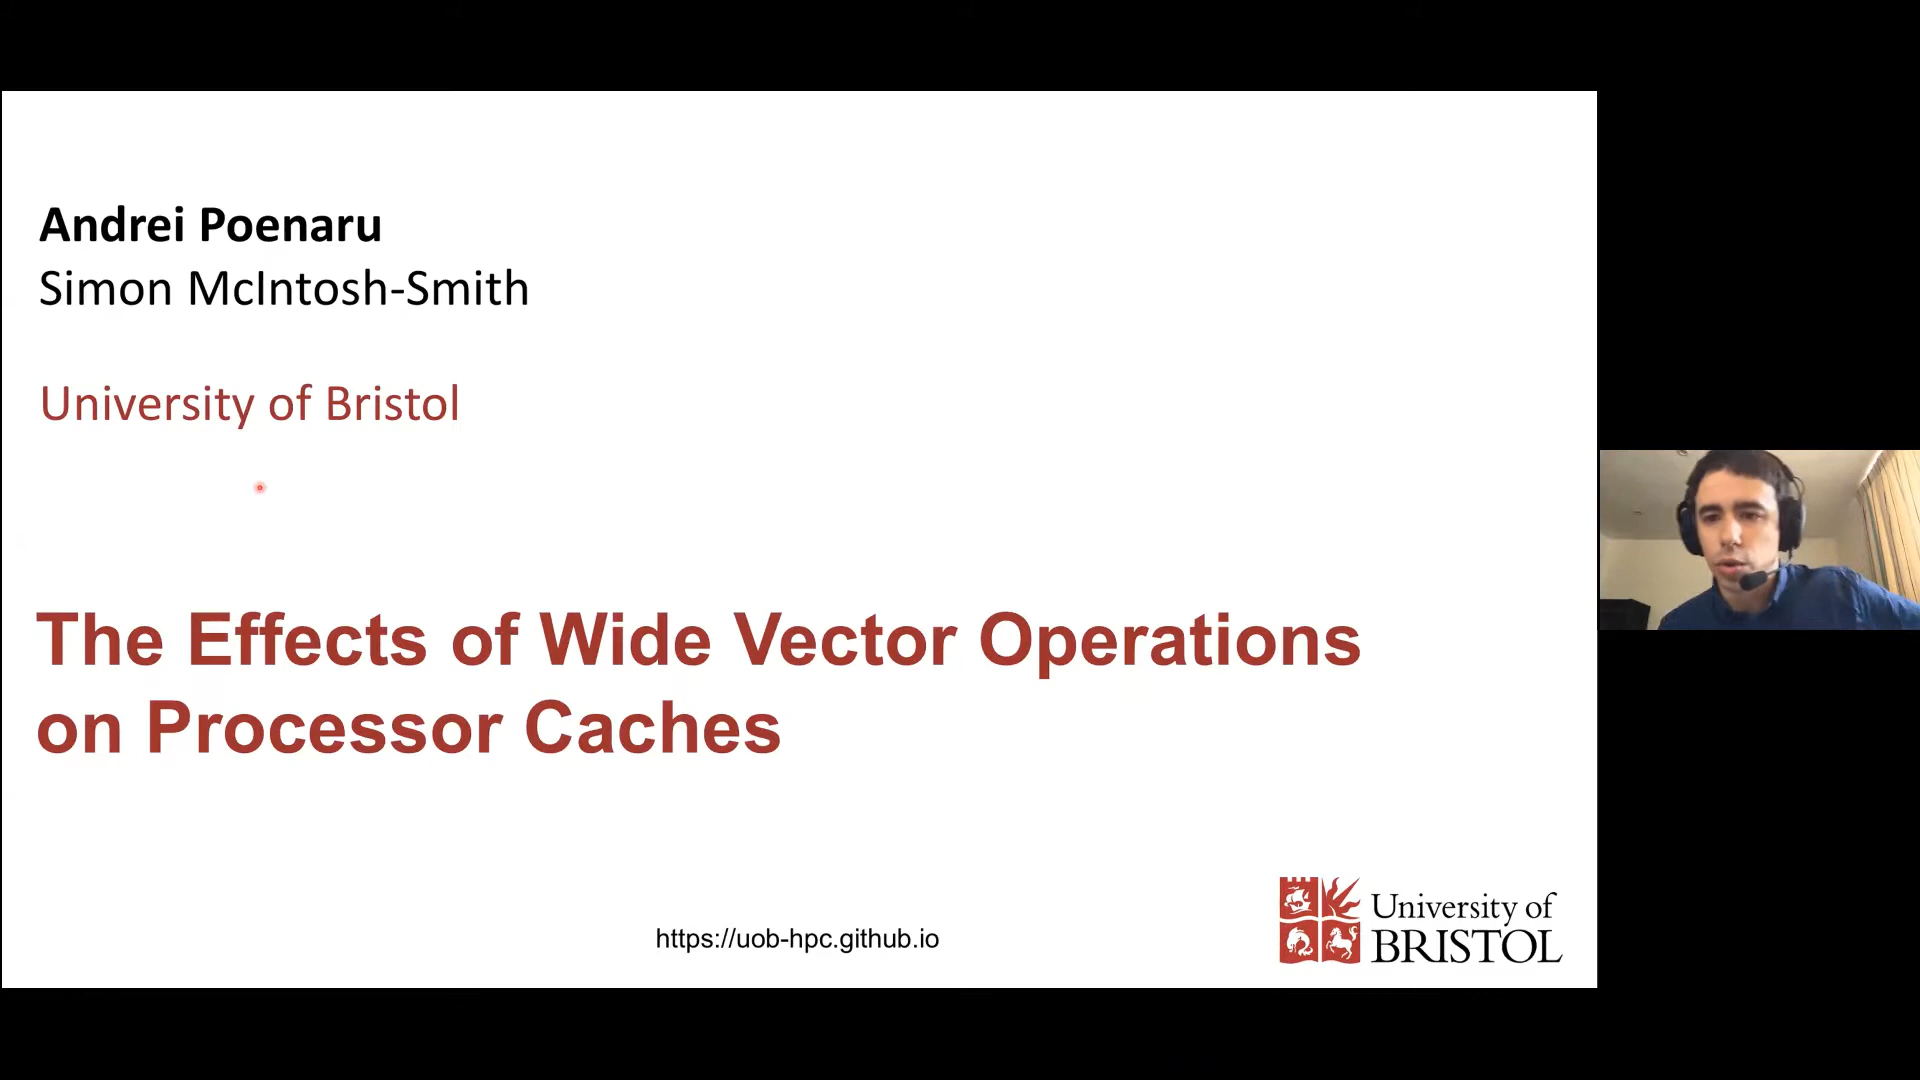 Andrei Poenaru
Simon McIntosh-Smith
University of Bristol
The Effects of Wide Vector Operations
on Processor Caches
https://uob-hpc.github.io
University of
BRISTOL